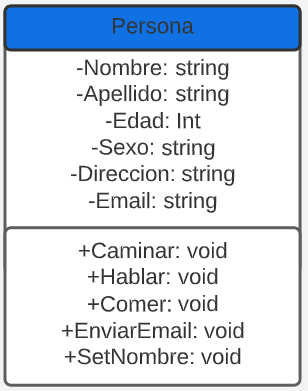 Persona
-Nombre: string
-Apellido: string
-Edad: Int
-Sexo: string
-Direccion: string
-Email: string
+Caminar: void
+Hablar: void
+Comer: void
+EnviarEmail: void
+SetNombre: void